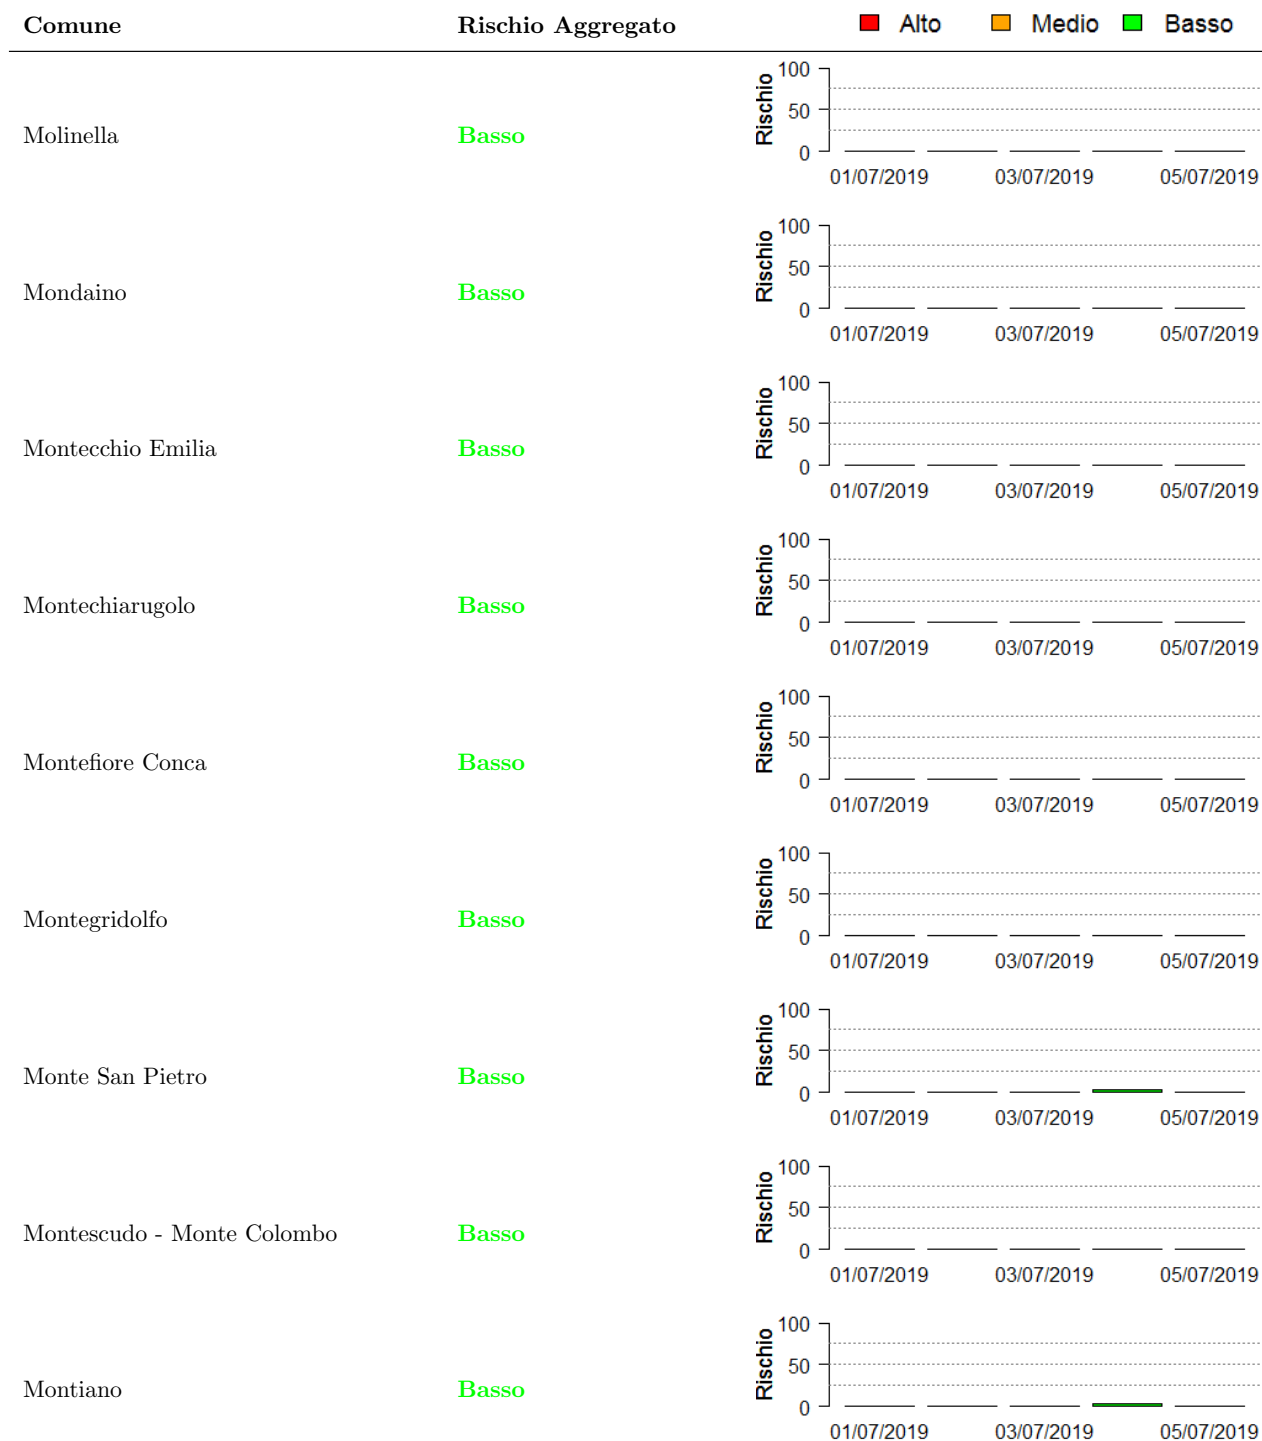 Comune Rischio Aggregato Alto Medio Basso
Molinella Basso
Rischio
100
50
0
01/07/2019 03/07/2019 05/07/2019
Mondaino Basso
Rischio
100
50
0
01/07/2019 03/07/2019 05/07/2019
Montecchio Emilia Basso
Rischio
100
50
0
01/07/2019 03/07/2019 05/07/2019
Montechiarugolo Basso
Rischio
100
50
0
01/07/2019 03/07/2019 05/07/2019
Montefiore Conca Basso
Rischio
100
50
0
01/07/2019 03/07/2019 05/07/2019
Montegridolfo Basso
Rischio
100
50
0
01/07/2019 03/07/2019 05/07/2019
Monte San Pietro Basso
Rischio
100
50
0
01/07/2019 03/07/2019 05/07/2019
Montescudo - Monte Colombo Basso
Rischio
100
50
0
01/07/2019 03/07/2019 05/07/2019
Montiano Basso
Rischio
100
50
0
01/07/2019 03/07/2019 05/07/2019